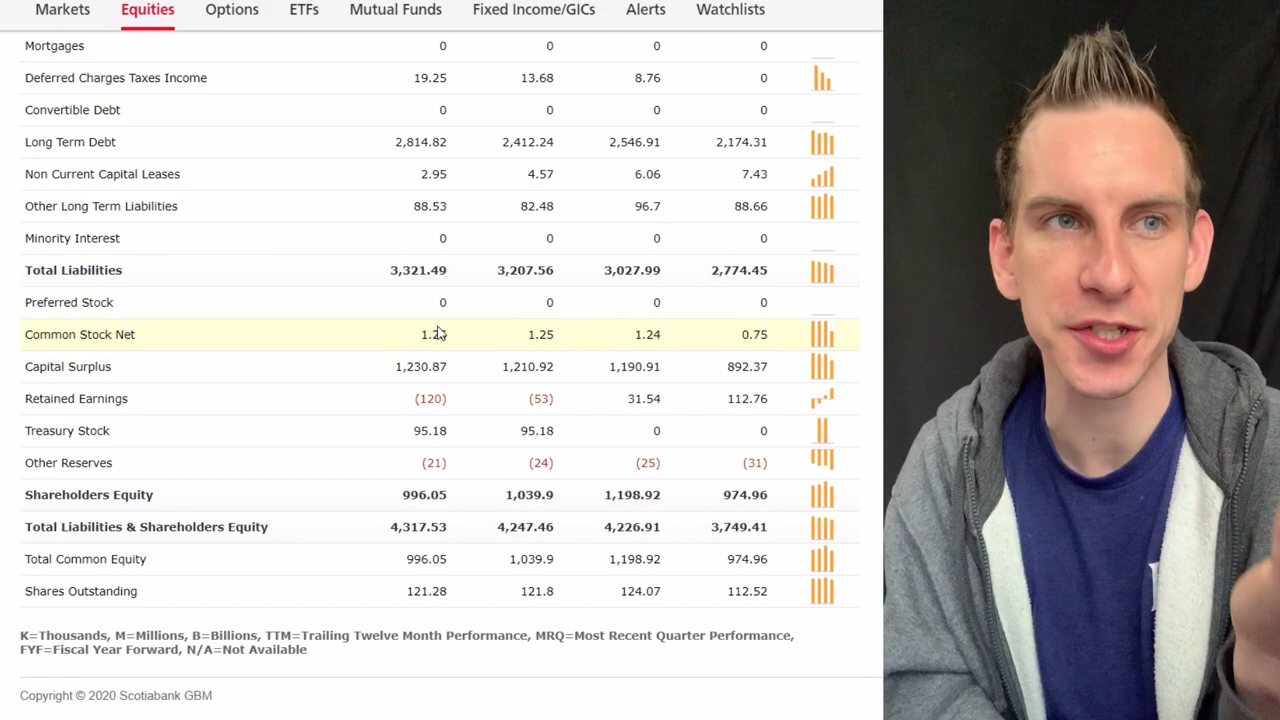 Markets Equities Options ETFs Mutual Funds Fixed Income/GICs Alerts Watchlists
Mortgages 0 0 0 0
Deferred Charges Taxes Income 19.25 13.68 8.76 0
Convertible Debt 0 0 0 0
Long Term Debt 2,814.82 2,412.24 2,546.91 2,174.31
Non Current Capital Leases 2.95 4.57 6.06 7.43
Other Long Term Liabilities 88.53 82.48 96.7 88.66
Minority Interest 0 0 0 0
Total Liabilities 3,321.49 3,207.56 3,027.99 2,774.45
Preferred Stock 0 0 0 0
Common Stock Net 1.25 1.24 0.75
Capital Surplus 1,230.87 1,210.92 1,190.91 892.37
Retained Earnings (120) (53) 31.54 112.76
Treasury Stock 95.18 95.18 0 0
Other Reserves (21) (24) (25) (31)
Shareholders Equity 996.05 1,039.9 1,198.92 974.96
Total Liabilities & Shareholders Equity 4,317.53 4,247.46 4,226.91 3,749.41
Total Common Equity 996.05 1,039.9 1,198.92 974.96
Shares Outstanding 121.28 121.8 124.07 112.52
K=Thousands, M=Millions, B=Billions, TTM=Trailing Twelve Month Performance, MRQ=Most Recent Quarter Performance,
FYF=Fiscal Year Forward, N/A=Not Available
Copyright © 2020 Scotiabank GBM